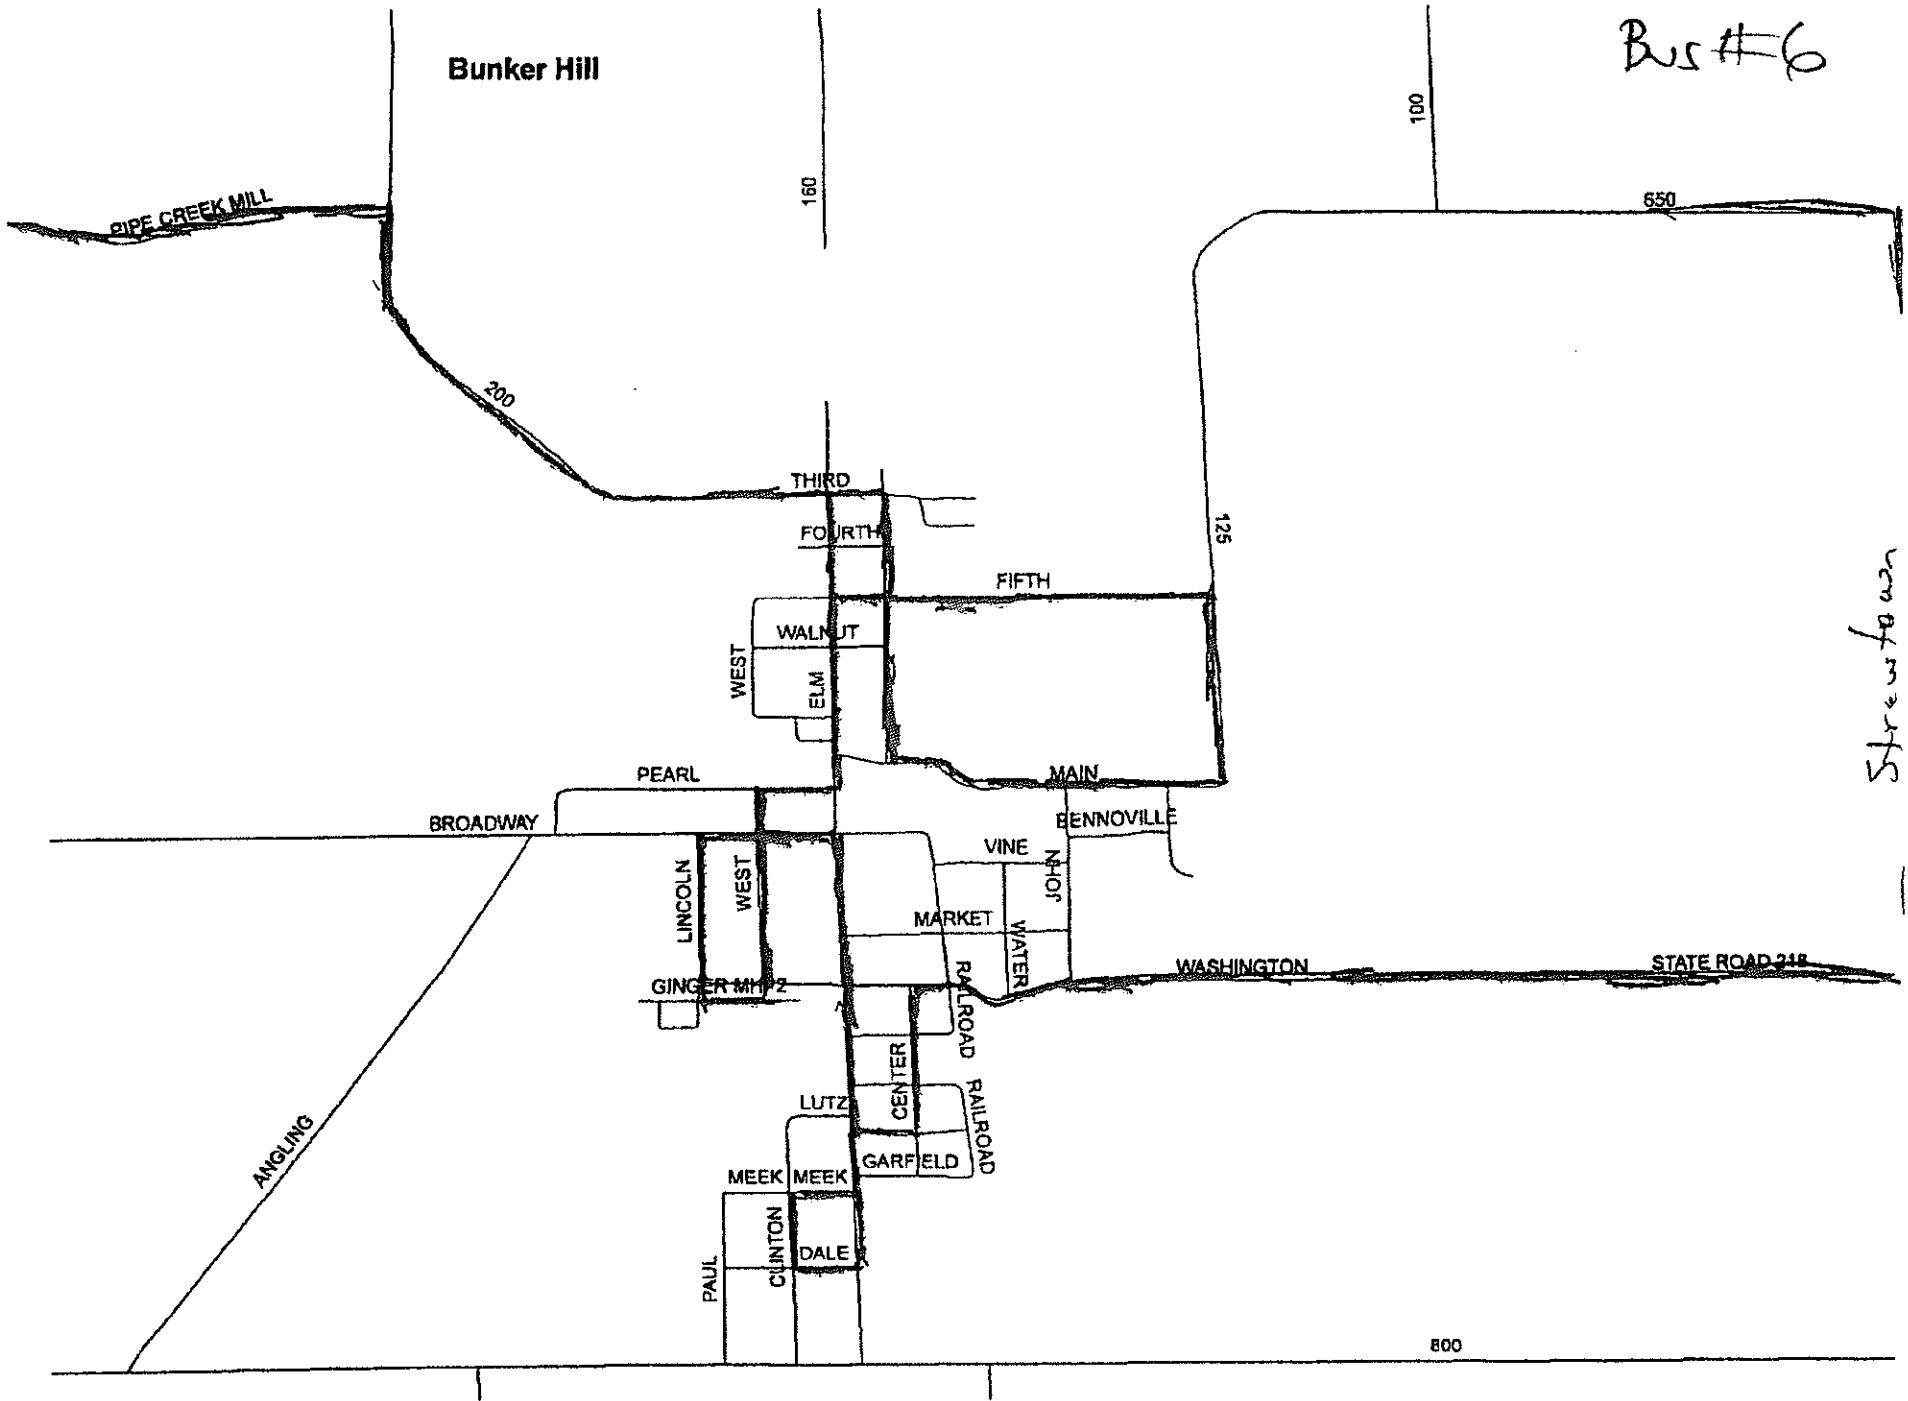 Bus #6
Bunker Hill
100
160
650
PIPE CREEK MILL
200
THIRD
125
FOURTH
FIFTH
WALNUT
WEST
ELM
Strawtown
PEARL
MAIN
BROADWAY
BENNOVILLE
VINE
JOHN
LINCOLN
WEST
MARKET
WATER
WASHINGTON
STATE ROAD 218
GINGER MHP2
RAILROAD
CENTER
LUTZ
RAILROAD
ANGLING
GARFIELD
MEEK
MEEK
CLINTON
DALE
PAUL
800